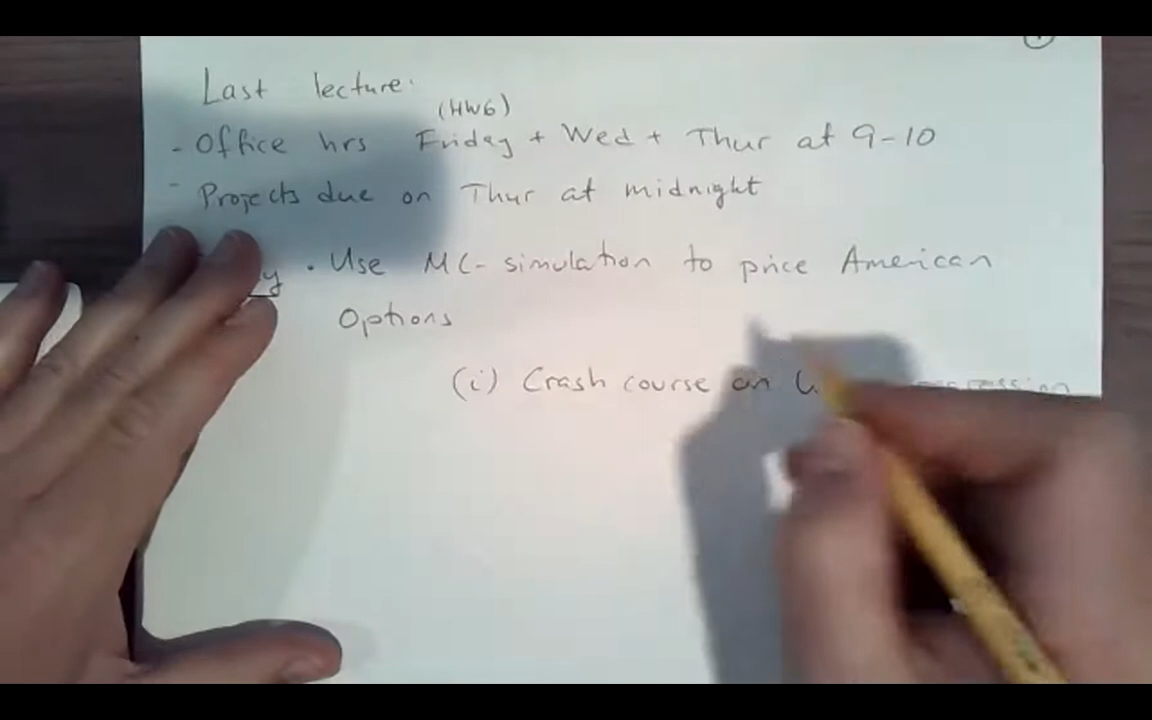 Last lecture:
(HW6)
- Office hrs Friday + Wed + Thur at 9-10
- Projects due on Thur at midnight
• Use MC-simulation to price American
Options
(i) Crash course on